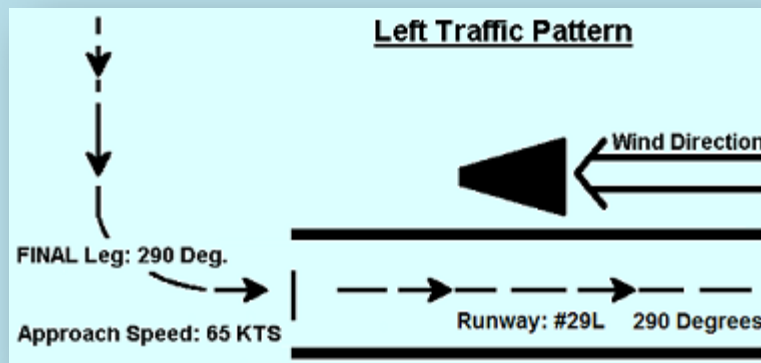 Left Traffic Pattern
Wind Direction
FINAL Leg: 290 Deg.
Runway: #29L 290 Degrees
Approach Speed: 65 KTS